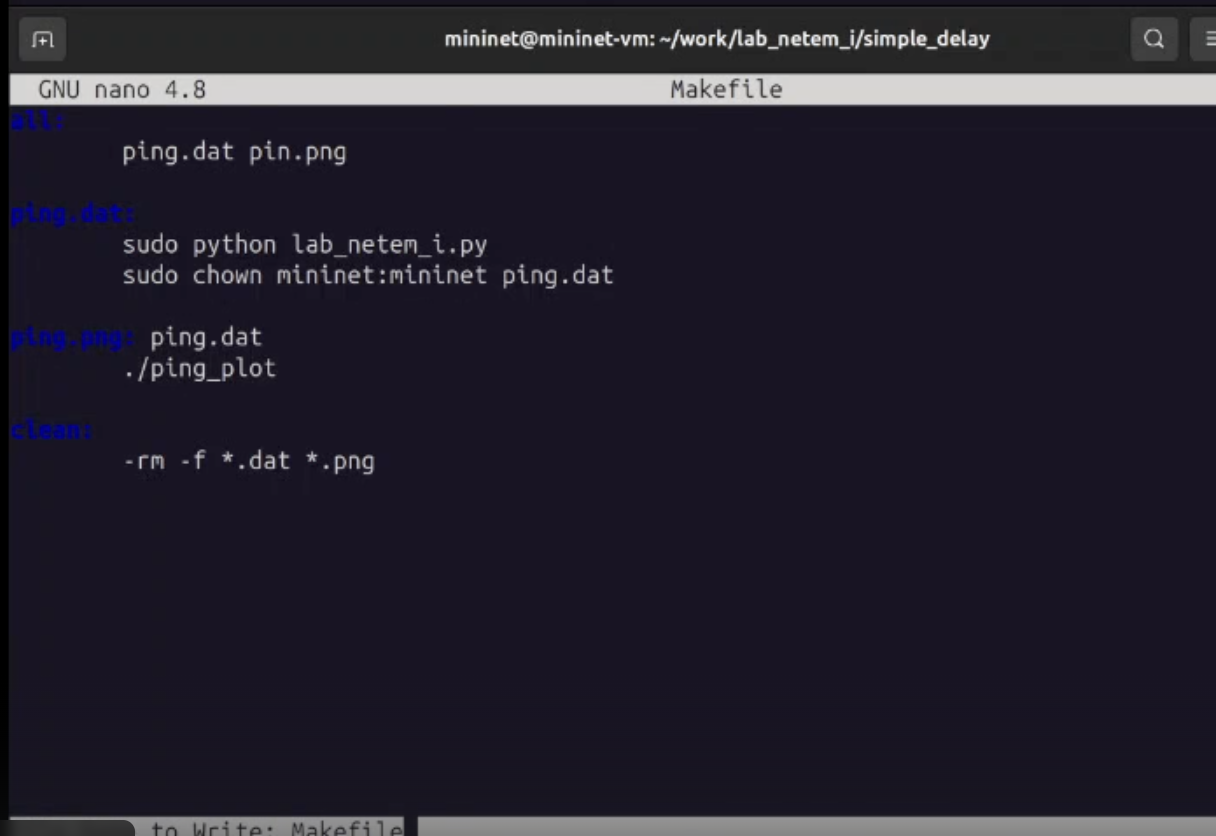 mininet@mininet-vm: ~/work/lab_netem_i/simple_delay
GNU nano 4.8 Makefile
all:
ping.dat pin.png
ping.dat:
sudo python lab_netem_i.py
sudo chown mininet:mininet ping.dat
ping.png: ping.dat
./ping_plot
clean:
-rm -f *.dat *.png
to Write: Makefile